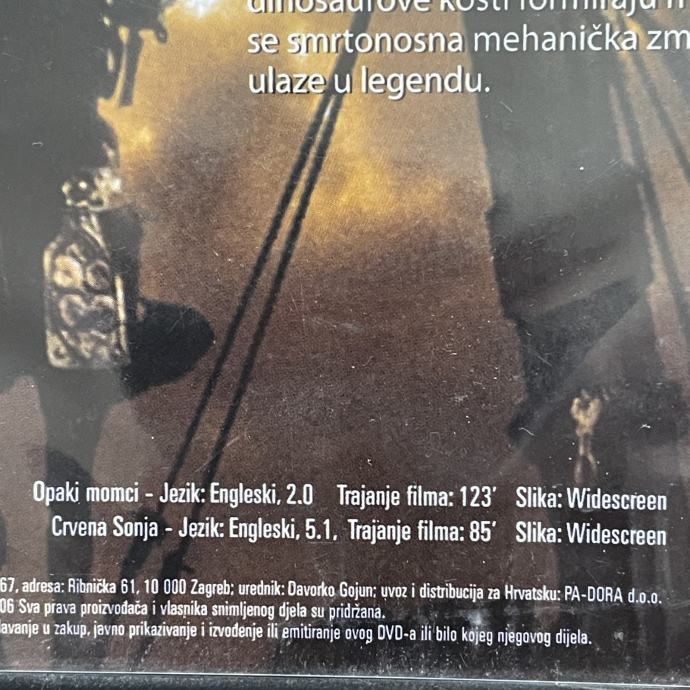 dinosaurove kosti formiraju
se smrtonosna mehanička zm
ulaze u legendu.
Opaki momci - Jezik: Engleski, 2.0 Trajanje filma: 123' Slika: Widescreen
Crvena Sonja - Jezik: Engleski, 5.1, Trajanje filma: 85' Slika: Widescreen
67, adresa: Ribnička 61, 10 000 Zagreb; urednik: Davorko Gojun; uvoz i distribucija za Hrvatsku: PA-DORA d.o.o.
06 Sva prava proizvođača i vlasnika snimljenog djela su pridržana.
avanje u zakup, javno prikazivanje i izvođenje ili emitiranje ovog DVD-a ili bilo kojeg njegovog dijela.